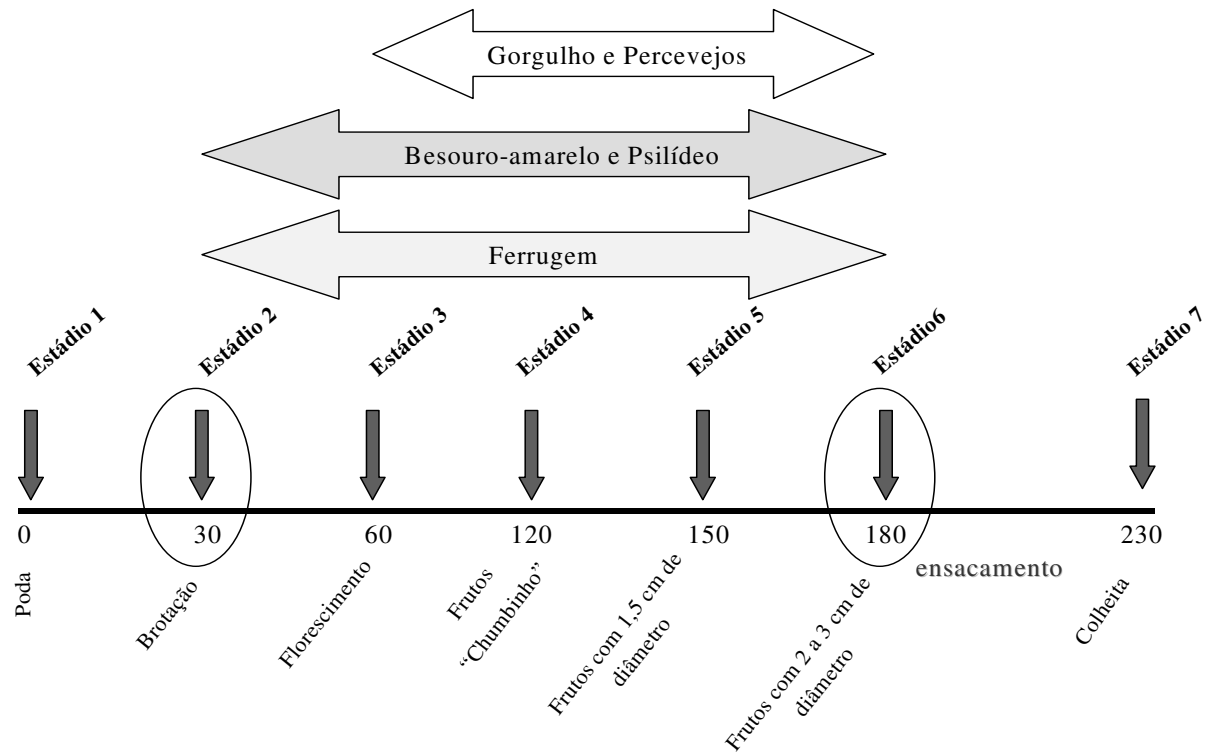 Gorgulho e Percevejos
Besouro-amarelo e Psilídeo
Ferrugem
Estádio 1
Estádio 2
Estádio 3
Estádio 4
Estádio 5
Estádio6
Estádio 7
0
30
60
120
150
180
230
ensacamento
Poda
Brotação
Florescimento
Frutos
“Chumbinho”
Frutos com 1,5 cm de
diâmetro
Frutos com 2 a 3 cm de
diâmetro
Colheita